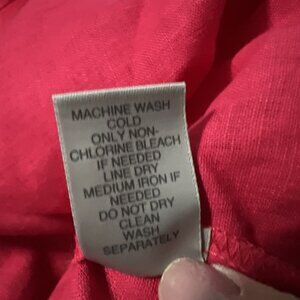 MACHINE WASH
COLD
ONLY NON-
CHLORINE BLEACH
IF NEEDED
LINE DRY
MEDIUM IRON IF
NEEDED
DO NOT DRY
CLEAN
WASH
SEPARATELY